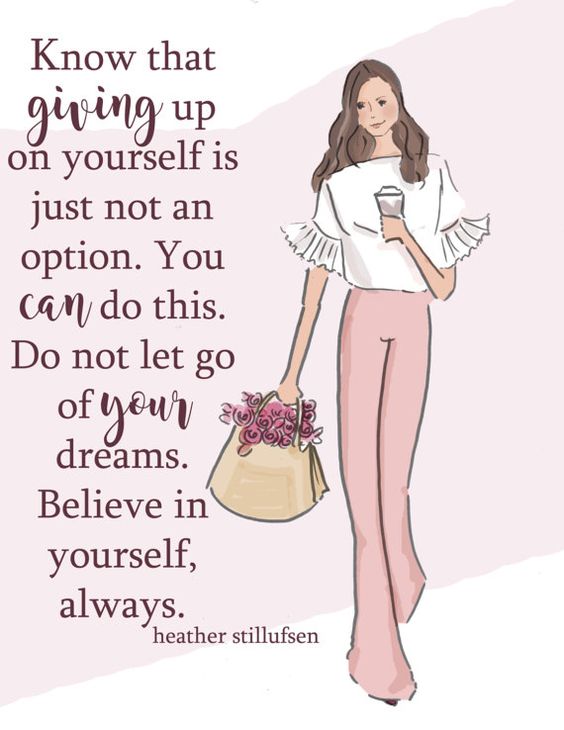 Know that
giving up
on yourself is
just not an
option. You
can do this.
Do not let go
of your
dreams.
Believe in
yourself,
always.
heather stillufsen